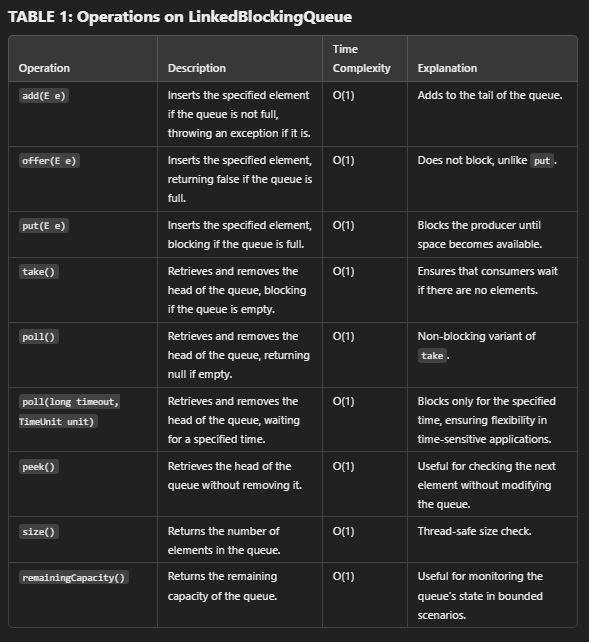 TABLE 1: Operations on LinkedBlockingQueue
Operation Description Time Complexity Explanation
add(E e) Inserts the specified element O(1) Adds to the tail of the queue.
if the queue is not full,
throwing an exception if it is.
offer(E e) Inserts the specified element, O(1) Does not block, unlike put .
returning false if the queue is
full.
put(E e) Inserts the specified element, O(1) Blocks the producer until
blocking if the queue is full. space becomes available.
take() Retrieves and removes the O(1) Ensures that consumers wait
head of the queue, blocking if there are no elements.
if the queue is empty.
poll() Retrieves and removes the O(1) Non-blocking variant of
head of the queue, returning take .
null if empty.
poll(long timeout, Retrieves and removes the O(1) Blocks only for the specified
TimeUnit unit) head of the queue, waiting time, ensuring flexibility in
for a specified time. time-sensitive applications.
peek() Retrieves the head of the O(1) Useful for checking the next
queue without removing it. element without modifying
the queue.
size() Returns the number of O(1) Thread-safe size check.
elements in the queue.
remainingCapacity() Returns the remaining O(1) Useful for monitoring the
capacity of the queue. queue's state in bounded
scenarios.